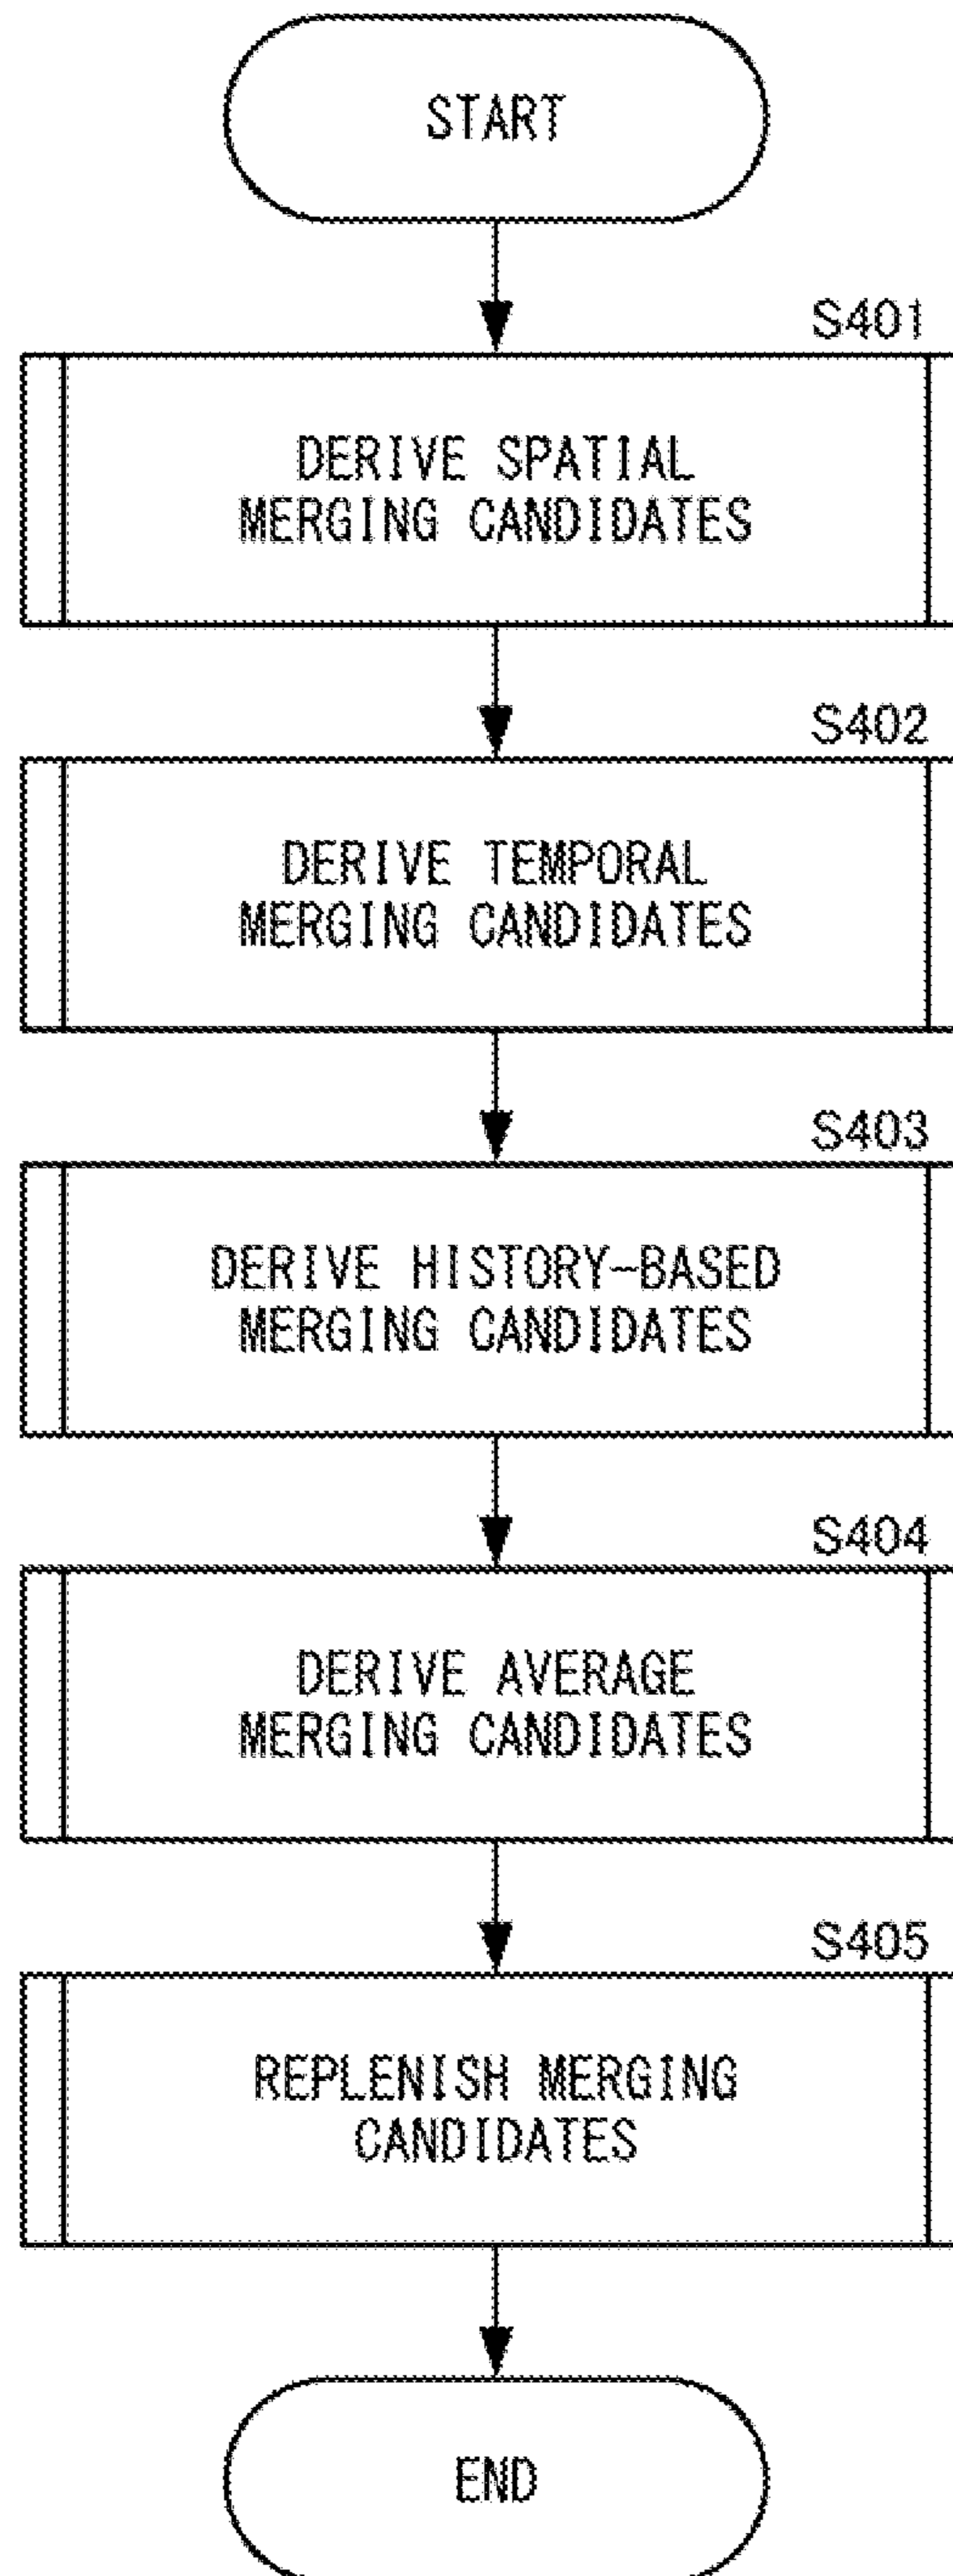 START
S401
DERIVE SPATIAL
MERGING CANDIDATES
S402
DERIVE TEMPORAL
MERGING CANDIDATES
S403
DERIVE HISTORY-BASED
MERGING CANDIDATES
S404
DERIVE AVERAGE
MERGING CANDIDATES
S405
REPLENISH MERGING
CANDIDATES
END